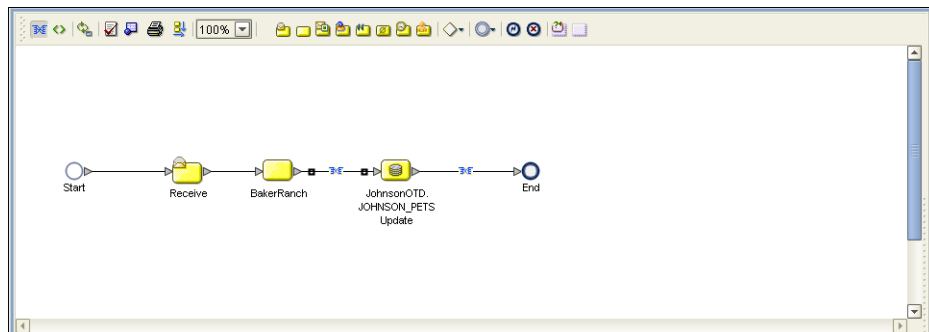 100%
Start
Receive
BakerRanch
JohnsonOTD.
JOHNSON_PETS
Update
End